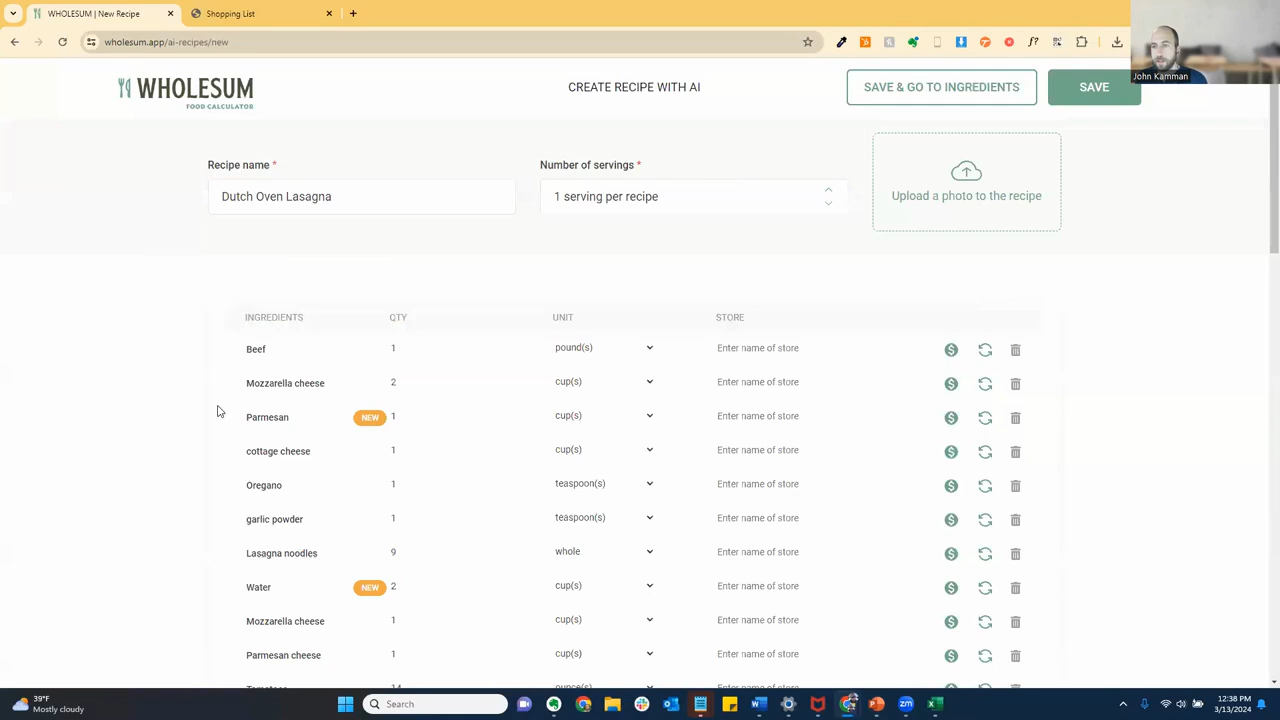 WHOLESUM | New Recipe
Shopping List
wholesum.app/ai-recipes/new
John Kamman
WHOLESUM
FOOD CALCULATOR
CREATE RECIPE WITH AI
SAVE & GO TO INGREDIENTS
SAVE
Recipe name *
Number of servings *
Dutch Oven Lasagna
1 serving per recipe
Upload a photo to the recipe
INGREDIENTS QTY UNIT STORE
Beef 1 pound(s) Enter name of store
Mozzarella cheese 2 cup(s) Enter name of store
Parmesan NEW 1 cup(s) Enter name of store
cottage cheese 1 cup(s) Enter name of store
Oregano 1 teaspoon(s) Enter name of store
garlic powder 1 teaspoon(s) Enter name of store
Lasagna noodles 9 whole Enter name of store
Water NEW 2 cup(s) Enter name of store
Mozzarella cheese 1 cup(s) Enter name of store
Parmesan cheese 1 cup(s) Enter name of store
39°F
Mostly cloudy
Search
12:38 PM
3/13/2024